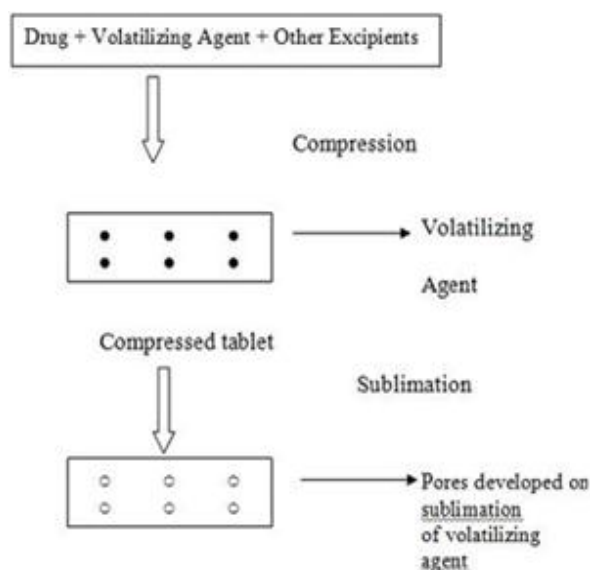 Drug + Volatilizing Agent + Other Excipients
Compression
Volatilizing
Agent
Compressed tablet
Sublimation
Pores developed on
sublimation
of volatilizing
agent